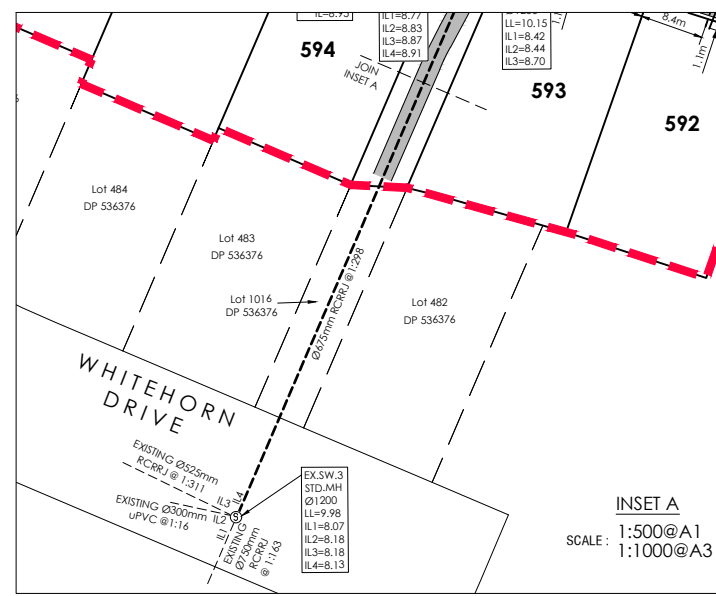 IL1=8.77
IL2=8.83
IL3=8.87
IL4=8.91
LL=10.15
IL1=8.42
IL2=8.44
IL3=8.70
8.4m
1.1m
594
JOIN
INSET A
593
592
Lot 484
DP 536376
Lot 483
DP 536376
Lot 1016
DP 536376
Ø675mm RCRRJ @1:298
Lot 482
DP 536376
WHITEHORN
DRIVE
EXISTING Ø525mm
RCRRJ @ 1:311
EXISTING Ø300mm
uPVC @1:16
IL3
IL4
IL2
IL1
S
EXISTING
Ø750mm
RCRRJ
@ 1:163
EX.SW.3
STD.MH
Ø1200
LL=9.98
IL1=8.07
IL2=8.18
IL3=8.18
IL4=8.13
INSET A
SCALE : 1:500@A1
1:1000@A3